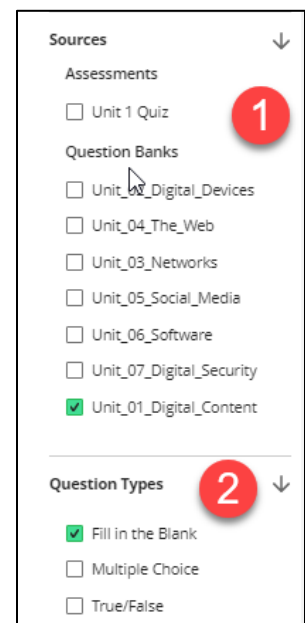 Sources
Assessments
Unit 1 Quiz
1
Question Banks
Digital_Devices
Unit_04_The_Web
Unit_03_Networks
Unit_05_Social_Media
Unit_06_Software
Unit_07_Digital_Security
Unit_01_Digital_Content
Question Types
2
Fill in the Blank
Multiple Choice
True/False